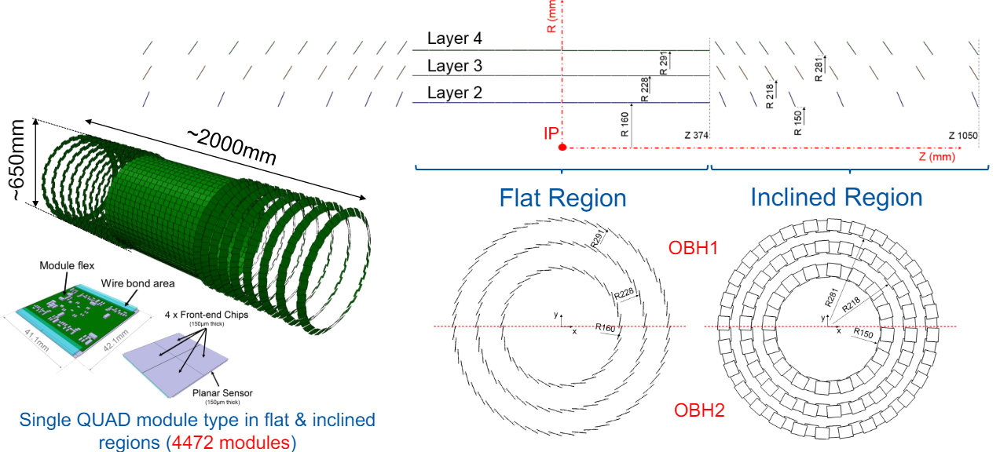 R (mm)
Layer 4
Layer 3
Layer 2
R 291
R 228
R 160
R 281
R 218
R 150
IP
Z 374
Z 1050
Z (mm)
~2000mm
~650mm
Flat Region
Inclined Region
OBH1
OBH2
R291
R228
R160
y
x
R281
R218
R150
y
x
Module flex
Wire bond area
41.1mm
42.1mm
4 x Front-end Chips
(150µm thick)
Planar Sensor
(150µm thick)
Single QUAD module type in flat & inclined
regions (4472 modules)